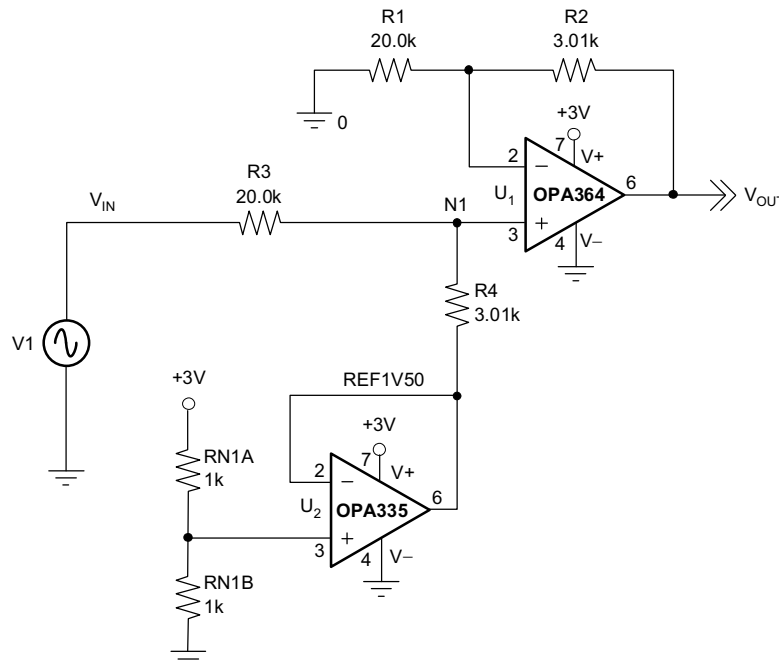 R1
20.0k
R2
3.01k
0
+3V
7
V+
2
−
U1
OPA364
6
VOUT
R3
20.0k
VIN
N1
3
+
4
V−
R4
3.01k
V1
REF1V50
+3V
+3V
7
V+
RN1A
1k
2
−
U2
OPA335
6
3
+
4
V−
RN1B
1k